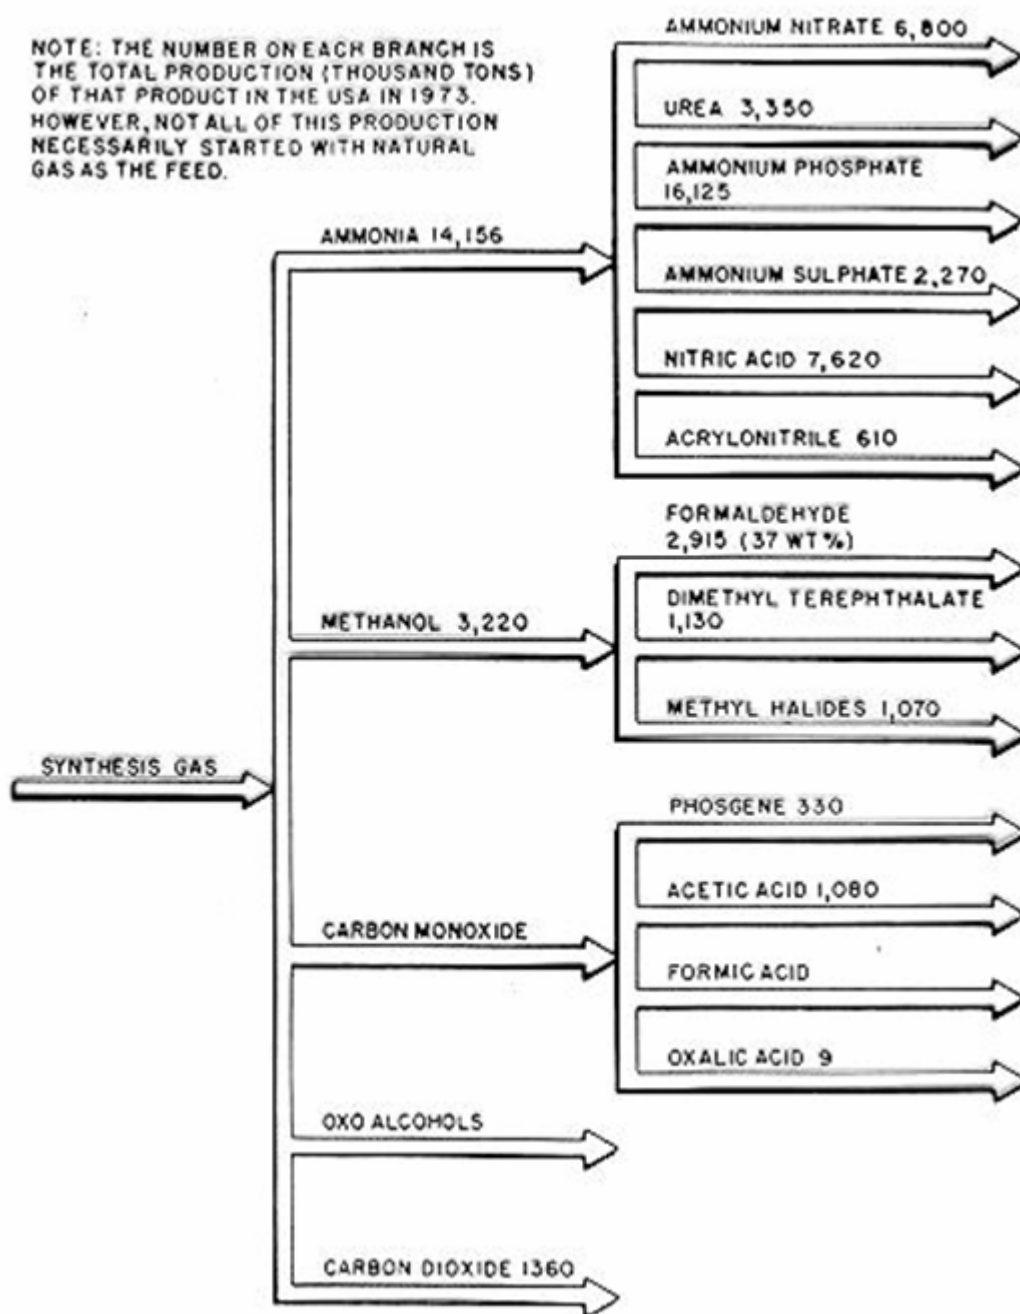 NOTE: THE NUMBER ON EACH BRANCH IS
THE TOTAL PRODUCTION (THOUSAND TONS)
OF THAT PRODUCT IN THE USA IN 1973.
HOWEVER, NOT ALL OF THIS PRODUCTION
NECESSARILY STARTED WITH NATURAL
GAS AS THE FEED.
SYNTHESIS GAS
AMMONIA 14,156
AMMONIUM NITRATE 6,800
UREA 3,350
AMMONIUM PHOSPHATE
16,125
AMMONIUM SULPHATE 2,270
NITRIC ACID 7,620
ACRYLONITRILE 610
METHANOL 3,220
FORMALDEHYDE
2,915 (37 WT %)
DIMETHYL TEREPHTHALATE
1,130
METHYL HALIDES 1,070
CARBON MONOXIDE
PHOSGENE 330
ACETIC ACID 1,080
FORMIC ACID
OXALIC ACID 9
OXO ALCOHOLS
CARBON DIOXIDE 1360